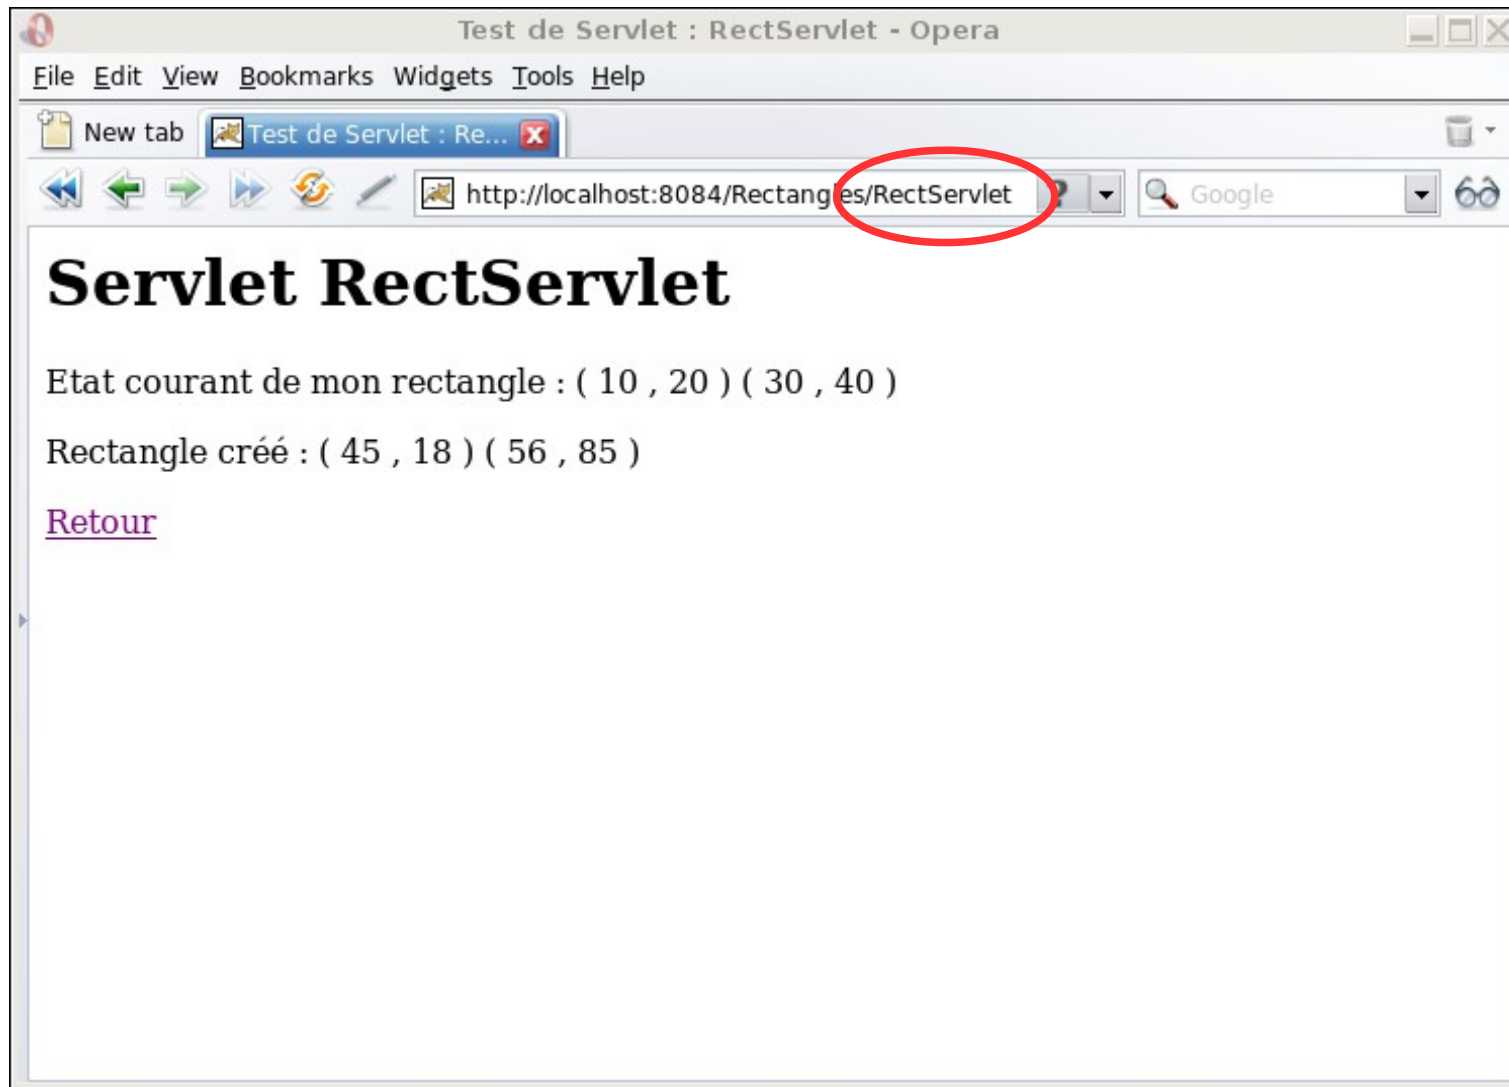 Test de Servlet : RectServlet - Opera
File Edit View Bookmarks Widgets Tools Help
New tab Test de Servlet : Re...
http://localhost:8084/Rectangles/RectServlet ? Google
Servlet RectServlet
Etat courant de mon rectangle : ( 10 , 20 ) ( 30 , 40 )
Rectangle créé : ( 45 , 18 ) ( 56 , 85 )
Retour